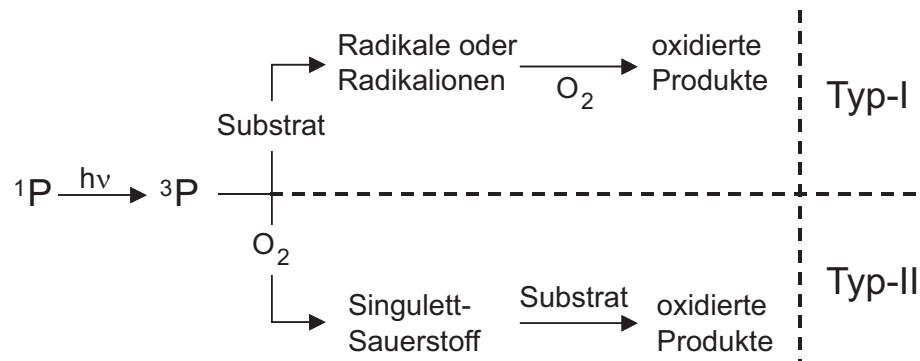 Radikale oder
Radikalionen
O₂
oxidierte
Produkte
Typ-I
Substrat
¹P
hν
³P
O₂
Singulett-
Sauerstoff
Substrat
oxidierte
Produkte
Typ-II